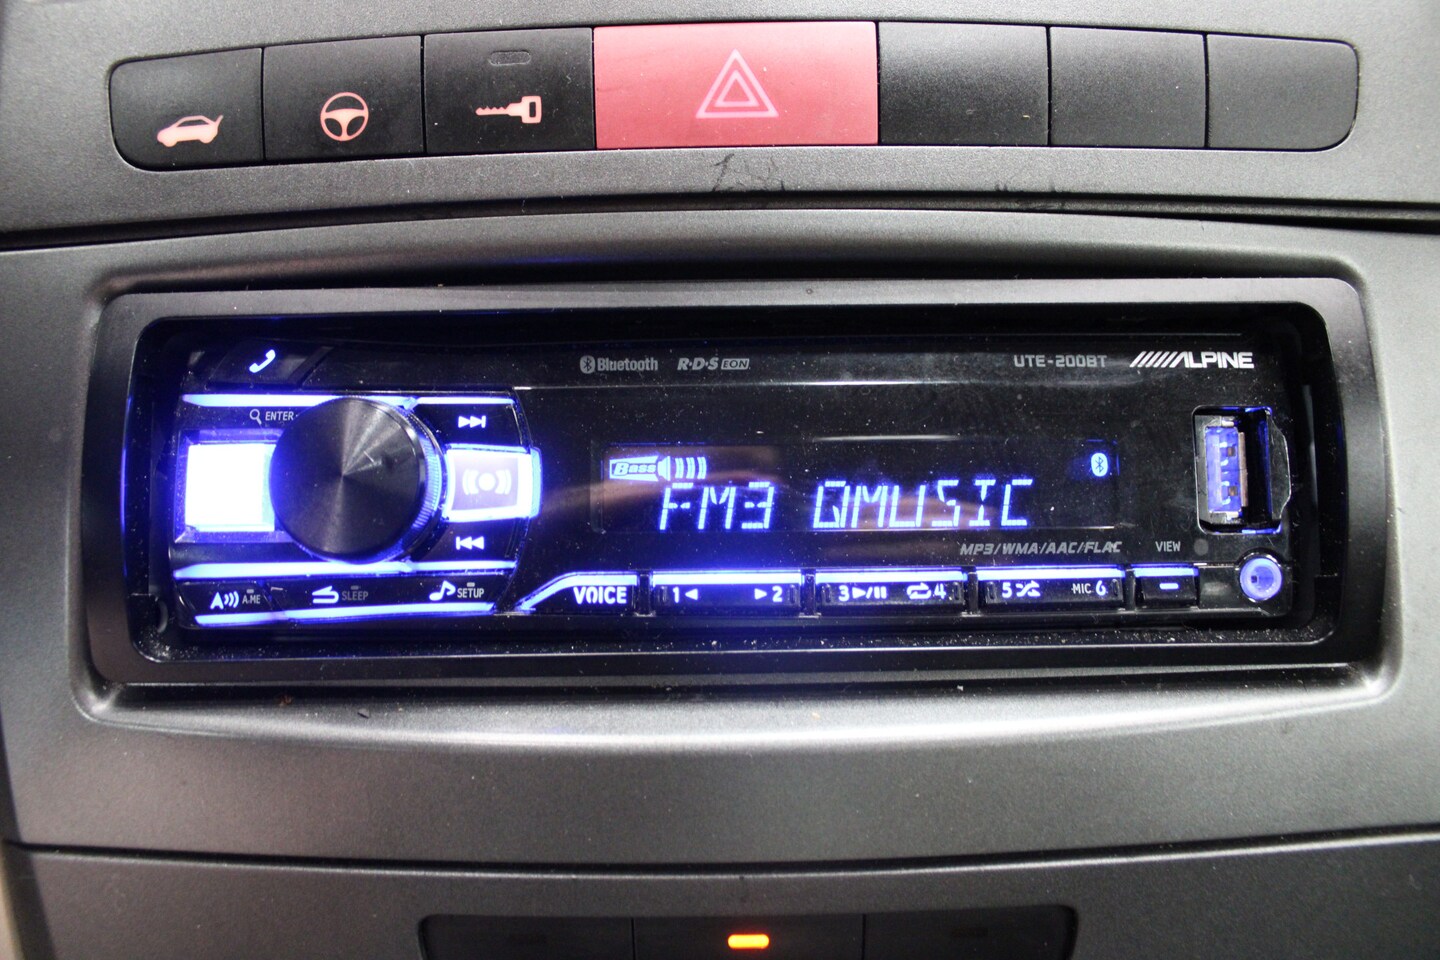 Bluetooth R·D·S EON UTE-200BT ALPINE
ENTER
Bass
FM3 QMUSIC
MP3/WMA/AAC/FLAC VIEW
A·ME SLEEP SETUP VOICE 1 2 3 4 5 MIC 6